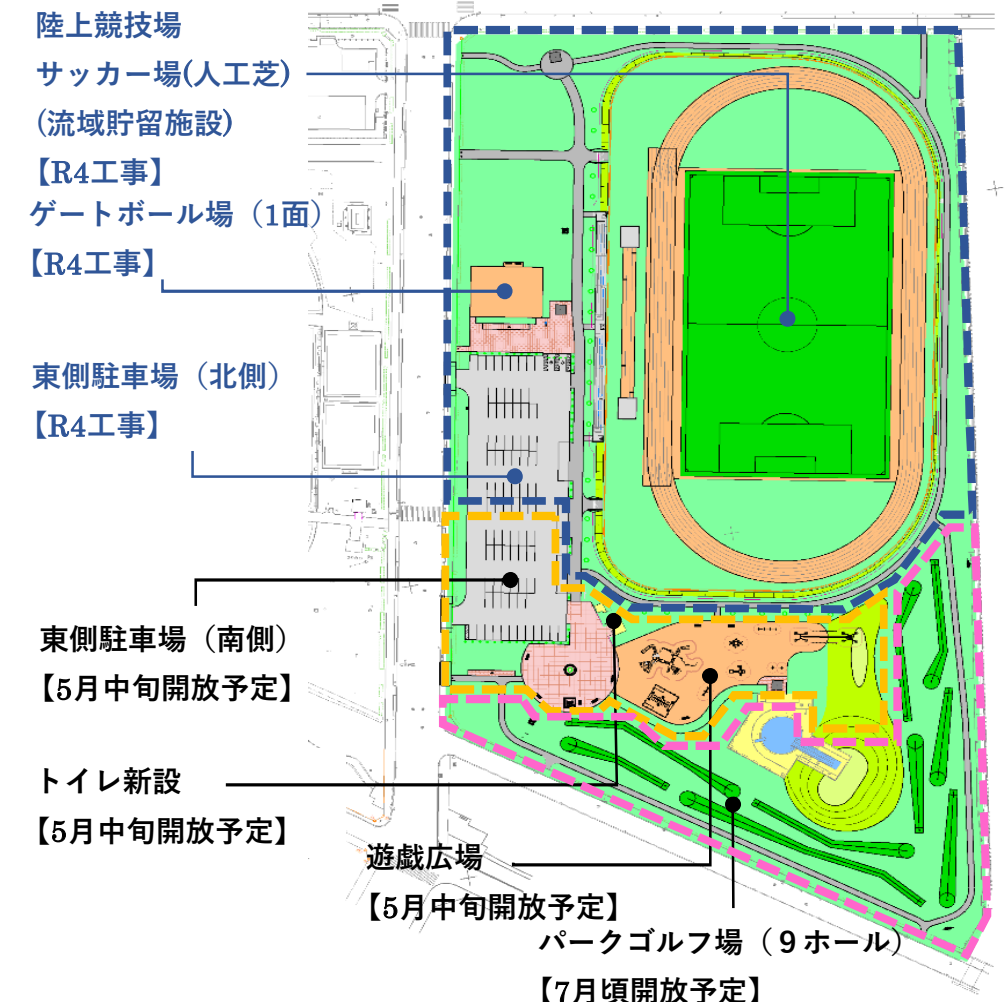 陸上競技場
サッカー場(人工芝)
(流域貯留施設)
【R4工事】
ゲートボール場（1面）
【R4工事】
東側駐車場（北側）
【R4工事】
東側駐車場（南側）
【5月中旬開放予定】
トイレ新設
【5月中旬開放予定】
遊戯広場
【5月中旬開放予定】
パークゴルフ場（９ホール）
【7月頃開放予定】